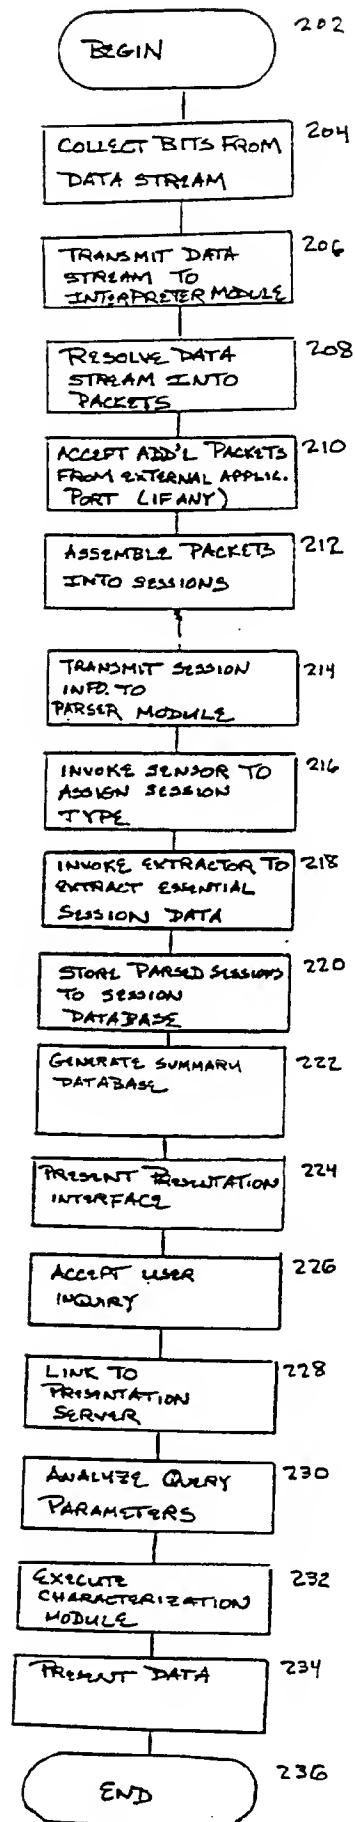 202
BEGIN
204
COLLECT BITS FROM
DATA STREAM
206
TRANSMIT DATA
STREAM TO
INTERPRETER MODULE
208
RESOLVE DATA
STREAM INTO
PACKETS
210
ACCEPT ADD'L PACKETS
FROM EXTERNAL APPLIC.
PORT (IF ANY)
212
ASSEMBLE PACKETS
INTO SESSIONS
214
TRANSMIT SESSION
INFO. TO
PARSER MODULE
216
INVOKE SENSOR TO
ASSIGN SESSION
TYPE
218
INVOKE EXTRACTOR TO
EXTRACT ESSENTIAL
SESSION DATA
220
STORE PARSED SESSIONS
TO SESSION
DATABASE
222
GENERATE SUMMARY
DATABASE
224
PRESENT PRESENTATION
INTERFACE
226
ACCEPT USER
INQUIRY
228
LINK TO
PRESENTATION
SERVER
230
ANALYZE QUERY
PARAMETERS
232
EXECUTE
CHARACTERIZATION
MODULE
234
PRESENT DATA
236
END